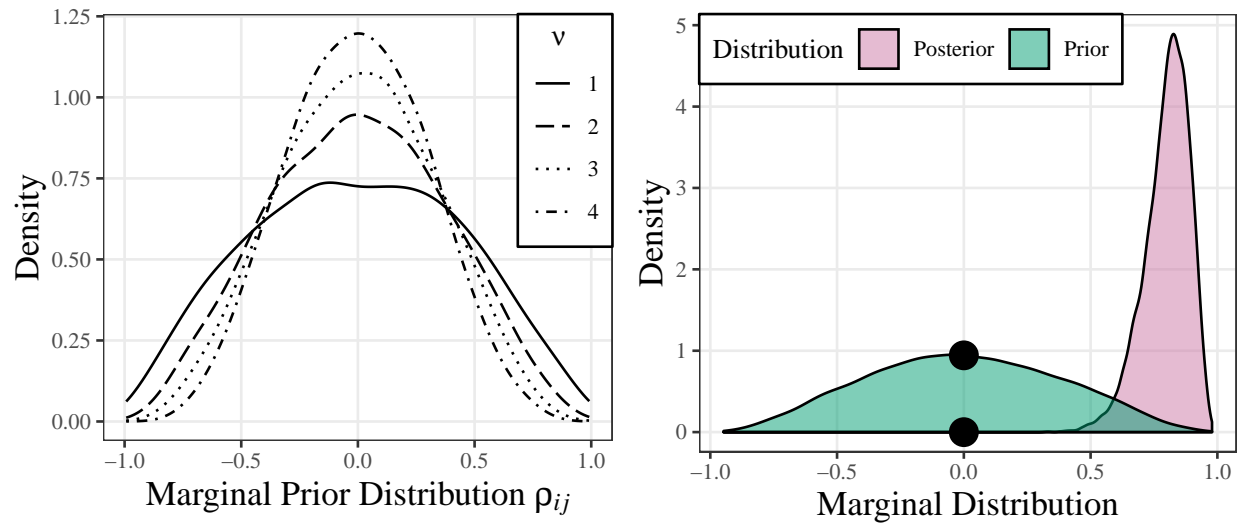 1.25
1.00
0.75
0.50
0.25
0.00
Density
−1.0 −0.5 0.0 0.5 1.0
Marginal Prior Distribution ρij
ν
1
2
3
4
5
4
3
2
1
0
Density
−1.0 −0.5 0.0 0.5 1.0
Marginal Distribution
Distribution Posterior Prior